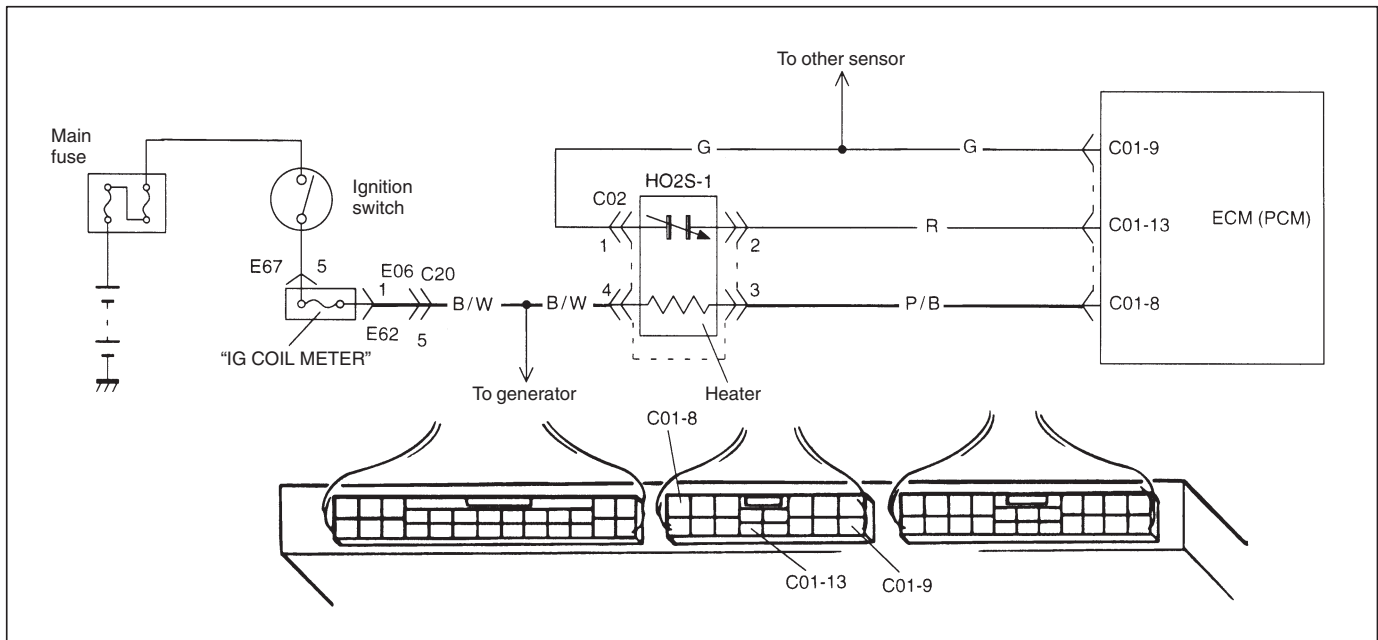 To other sensor
Main
fuse
G
G
C01-9
HO2S-1
Ignition
switch
C02
ECM (PCM)
1
2
R
C01-13
E67
5
E06
C20
1
B/W
B/W
4
3
P/B
C01-8
E62
5
"IG COIL METER"
To generator
Heater
C01-8
C01-13
C01-9